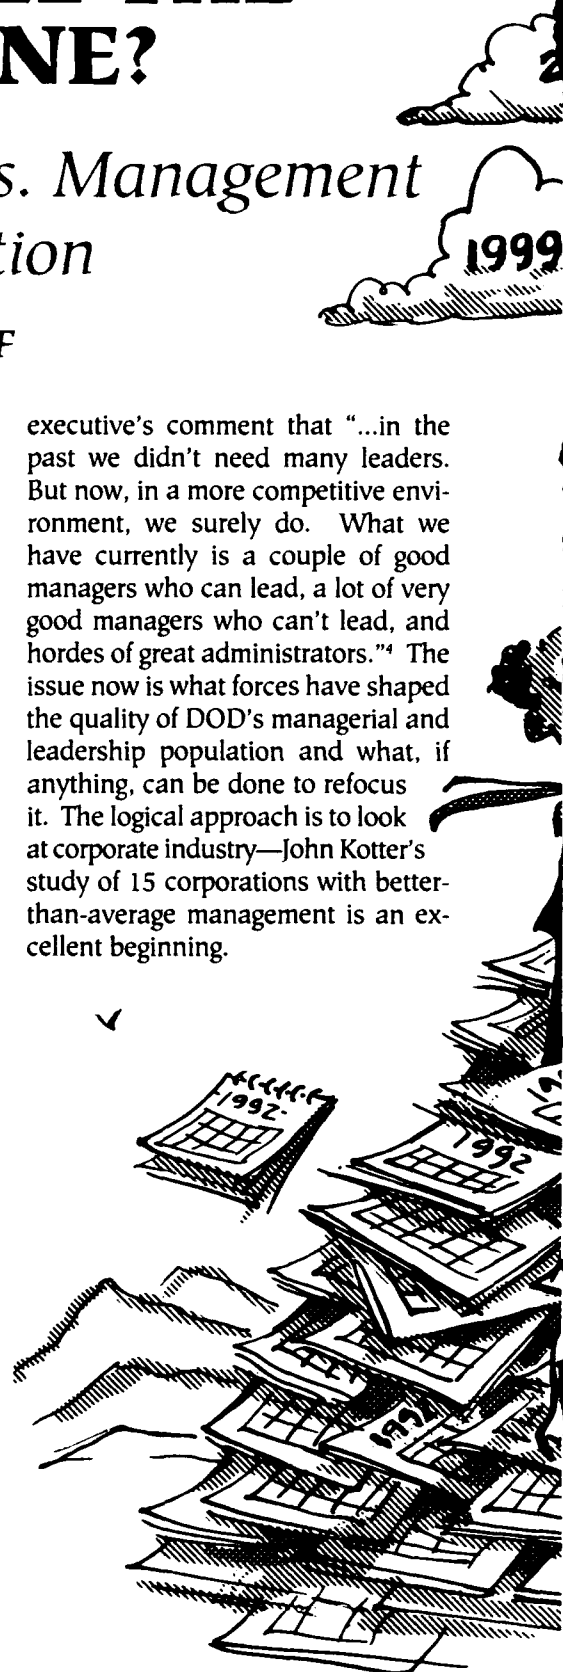 NE?
s. Management
tion
F
1999
executive's comment that “...in the
past we didn't need many leaders.
But now, in a more competitive envi-
ronment, we surely do. What we
have currently is a couple of good
managers who can lead, a lot of very
good managers who can't lead, and
hordes of great administrators.”⁴ The
issue now is what forces have shaped
the quality of DOD's managerial and
leadership population and what, if
anything, can be done to refocus
it. The logical approach is to look
at corporate industry—John Kotter's
study of 15 corporations with better-
than-average management is an ex-
cellent beginning.
-1992-
1992
1992